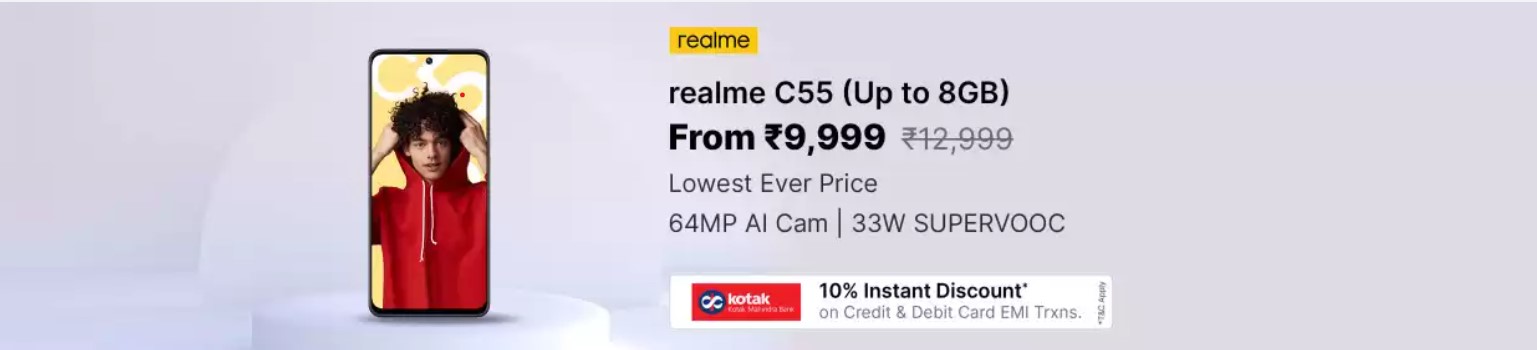 realme
realme C55 (Up to 8GB)
From ₹9,999 ₹12,999
Lowest Ever Price
64MP AI Cam | 33W SUPERVOOC
kotak
Kotak Mahindra Bank
10% Instant Discount*
on Credit & Debit Card EMI Trxns.
*T&C Apply